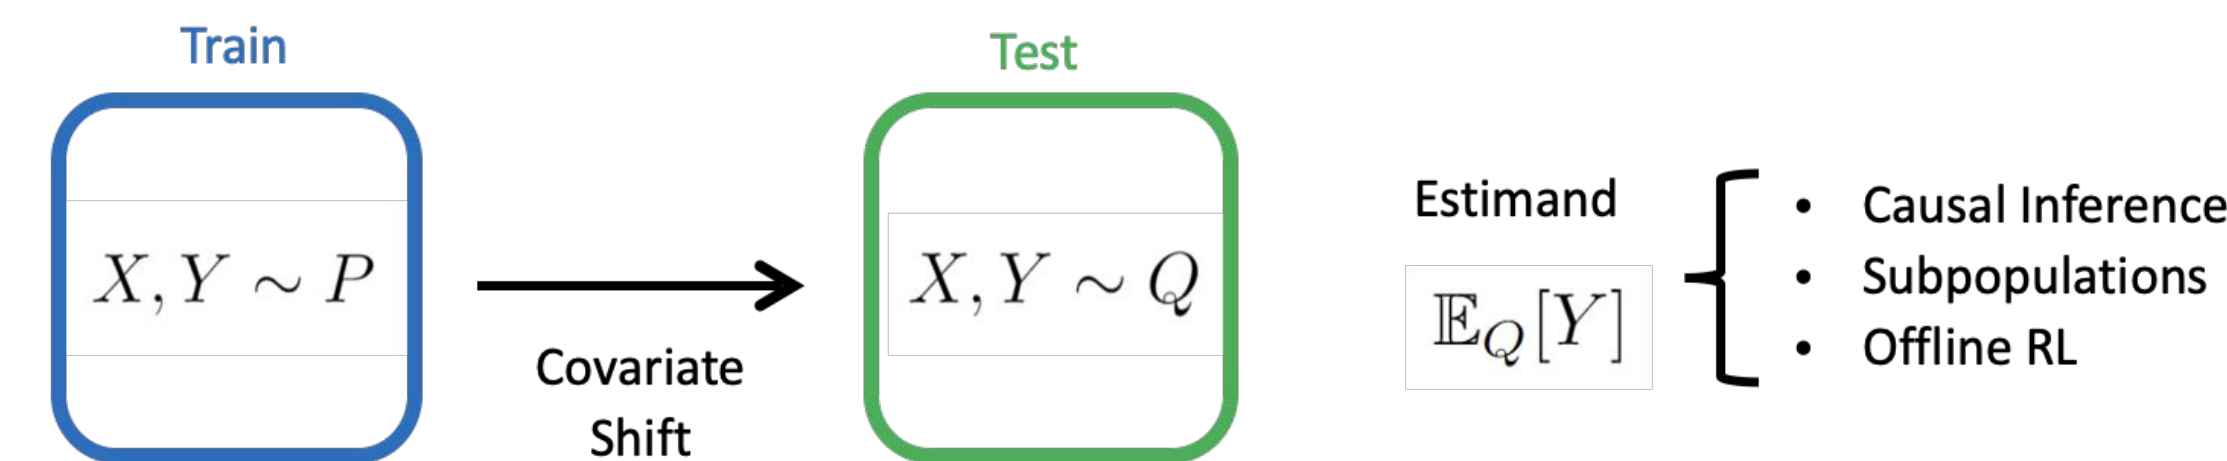 Train
X, Y ∼ P
Covariate
Shift
Test
X, Y ∼ Q
Estimand
𝔼_Q[Y]
• Causal Inference
• Subpopulations
• Offline RL